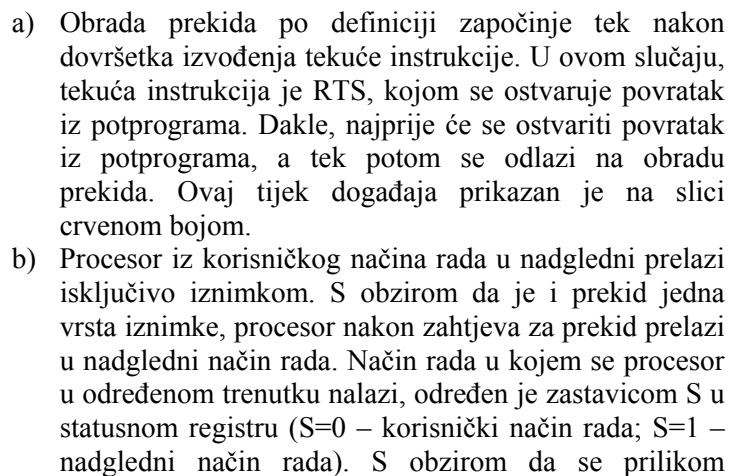 a) Obrada prekida po definiciji započinje tek nakon
dovršetka izvođenja tekuće instrukcije. U ovom slučaju,
tekuća instrukcija je RTS, kojom se ostvaruje povratak
iz potprograma. Dakle, najprije će se ostvariti povratak
iz potprograma, a tek potom se odlazi na obradu
prekida. Ovaj tijek događaja prikazan je na slici
crvenom bojom.
b) Procesor iz korisničkog načina rada u nadgledni prelazi
isključivo iznimkom. S obzirom da je i prekid jedna
vrsta iznimke, procesor nakon zahtjeva za prekid prelazi
u nadgledni način rada. Način rada u kojem se procesor
u određenom trenutku nalazi, određen je zastavicom S u
statusnom registru (S=0 – korisnički način rada; S=1 –
nadgledni način rada). S obzirom da se prilikom